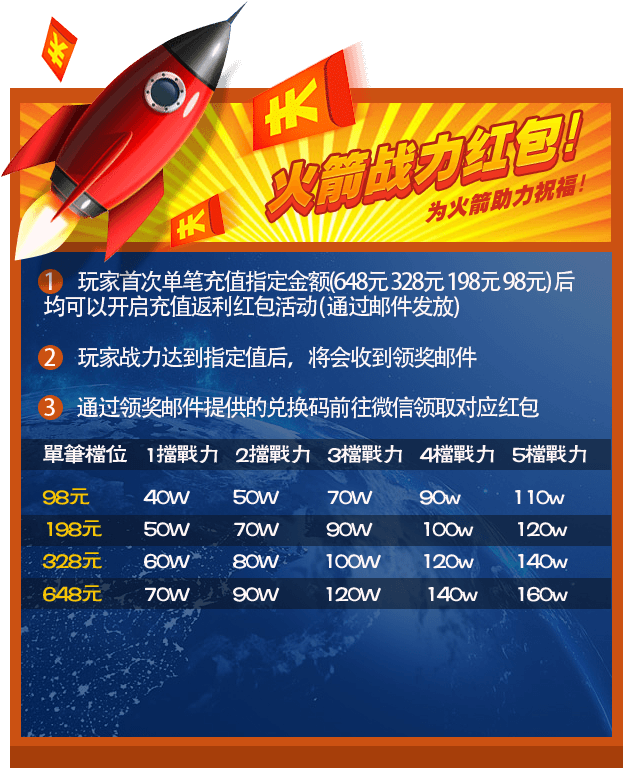 火箭战力红包!
为火箭助力祝福!
1 玩家首次单笔充值指定金额(648元 328元 198元 98元) 后
均可以开启充值返利红包活动 (通过邮件发放)
2 玩家战力达到指定值后，将会收到领奖邮件
3 通过领奖邮件提供的兑换码前往微信领取对应红包
單筆檔位 1擋戰力 2擋戰力 3擋戰力 4檔戰力 5檔戰力
98元 40W 50W 70W 90w 110w
198元 50W 70W 90W 100w 120w
328元 60W 80W 100W 120w 140w
648元 70W 90W 120W 140w 160w